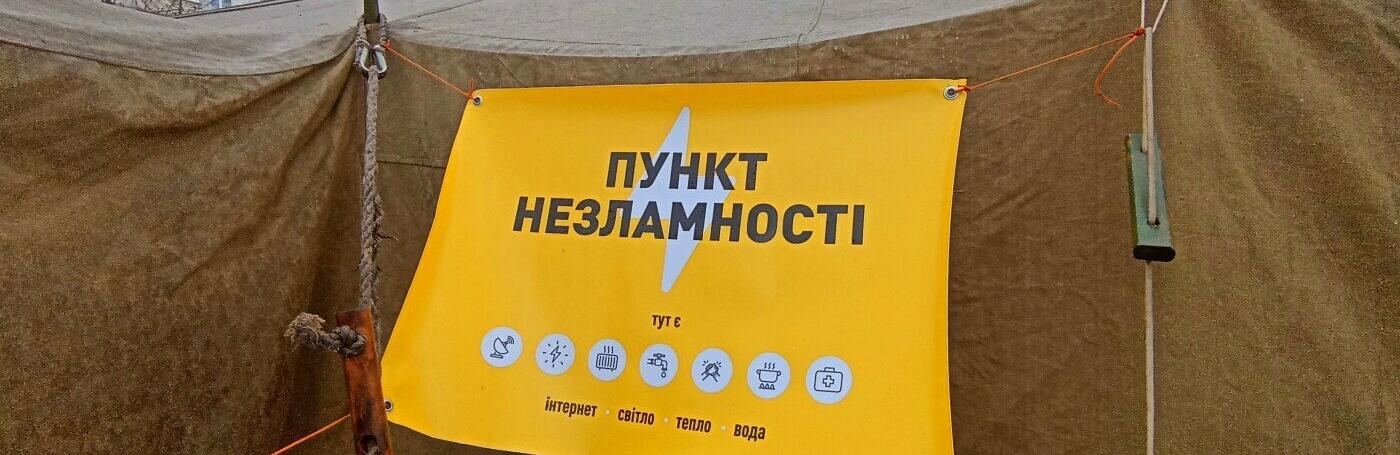 ПУНКТ
НЕЗЛАМНОСТІ
тут є
інтернет • світло • тепло • вода